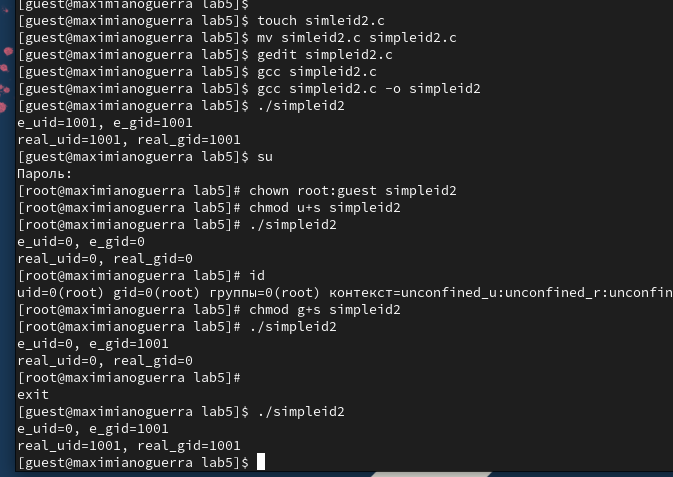 [guest@maximianoguerra lab5]$
[guest@maximianoguerra lab5]$ touch simleid2.c
[guest@maximianoguerra lab5]$ mv simleid2.c simpleid2.c
[guest@maximianoguerra lab5]$ gedit simpleid2.c
[guest@maximianoguerra lab5]$ gcc simpleid2.c
[guest@maximianoguerra lab5]$ gcc simpleid2.c -o simpleid2
[guest@maximianoguerra lab5]$ ./simpleid2
e_uid=1001, e_gid=1001
real_uid=1001, real_gid=1001
[guest@maximianoguerra lab5]$ su
Пароль:
[root@maximianoguerra lab5]# chown root:guest simpleid2
[root@maximianoguerra lab5]# chmod u+s simpleid2
[root@maximianoguerra lab5]# ./simpleid2
e_uid=0, e_gid=0
real_uid=0, real_gid=0
[root@maximianoguerra lab5]# id
uid=0(root) gid=0(root) группы=0(root) контекст=unconfined_u:unconfined_r:unconfin
[root@maximianoguerra lab5]# chmod g+s simpleid2
[root@maximianoguerra lab5]# ./simpleid2
e_uid=0, e_gid=1001
real_uid=0, real_gid=0
[root@maximianoguerra lab5]#
exit
[guest@maximianoguerra lab5]$ ./simpleid2
e_uid=0, e_gid=1001
real_uid=1001, real_gid=1001
[guest@maximianoguerra lab5]$